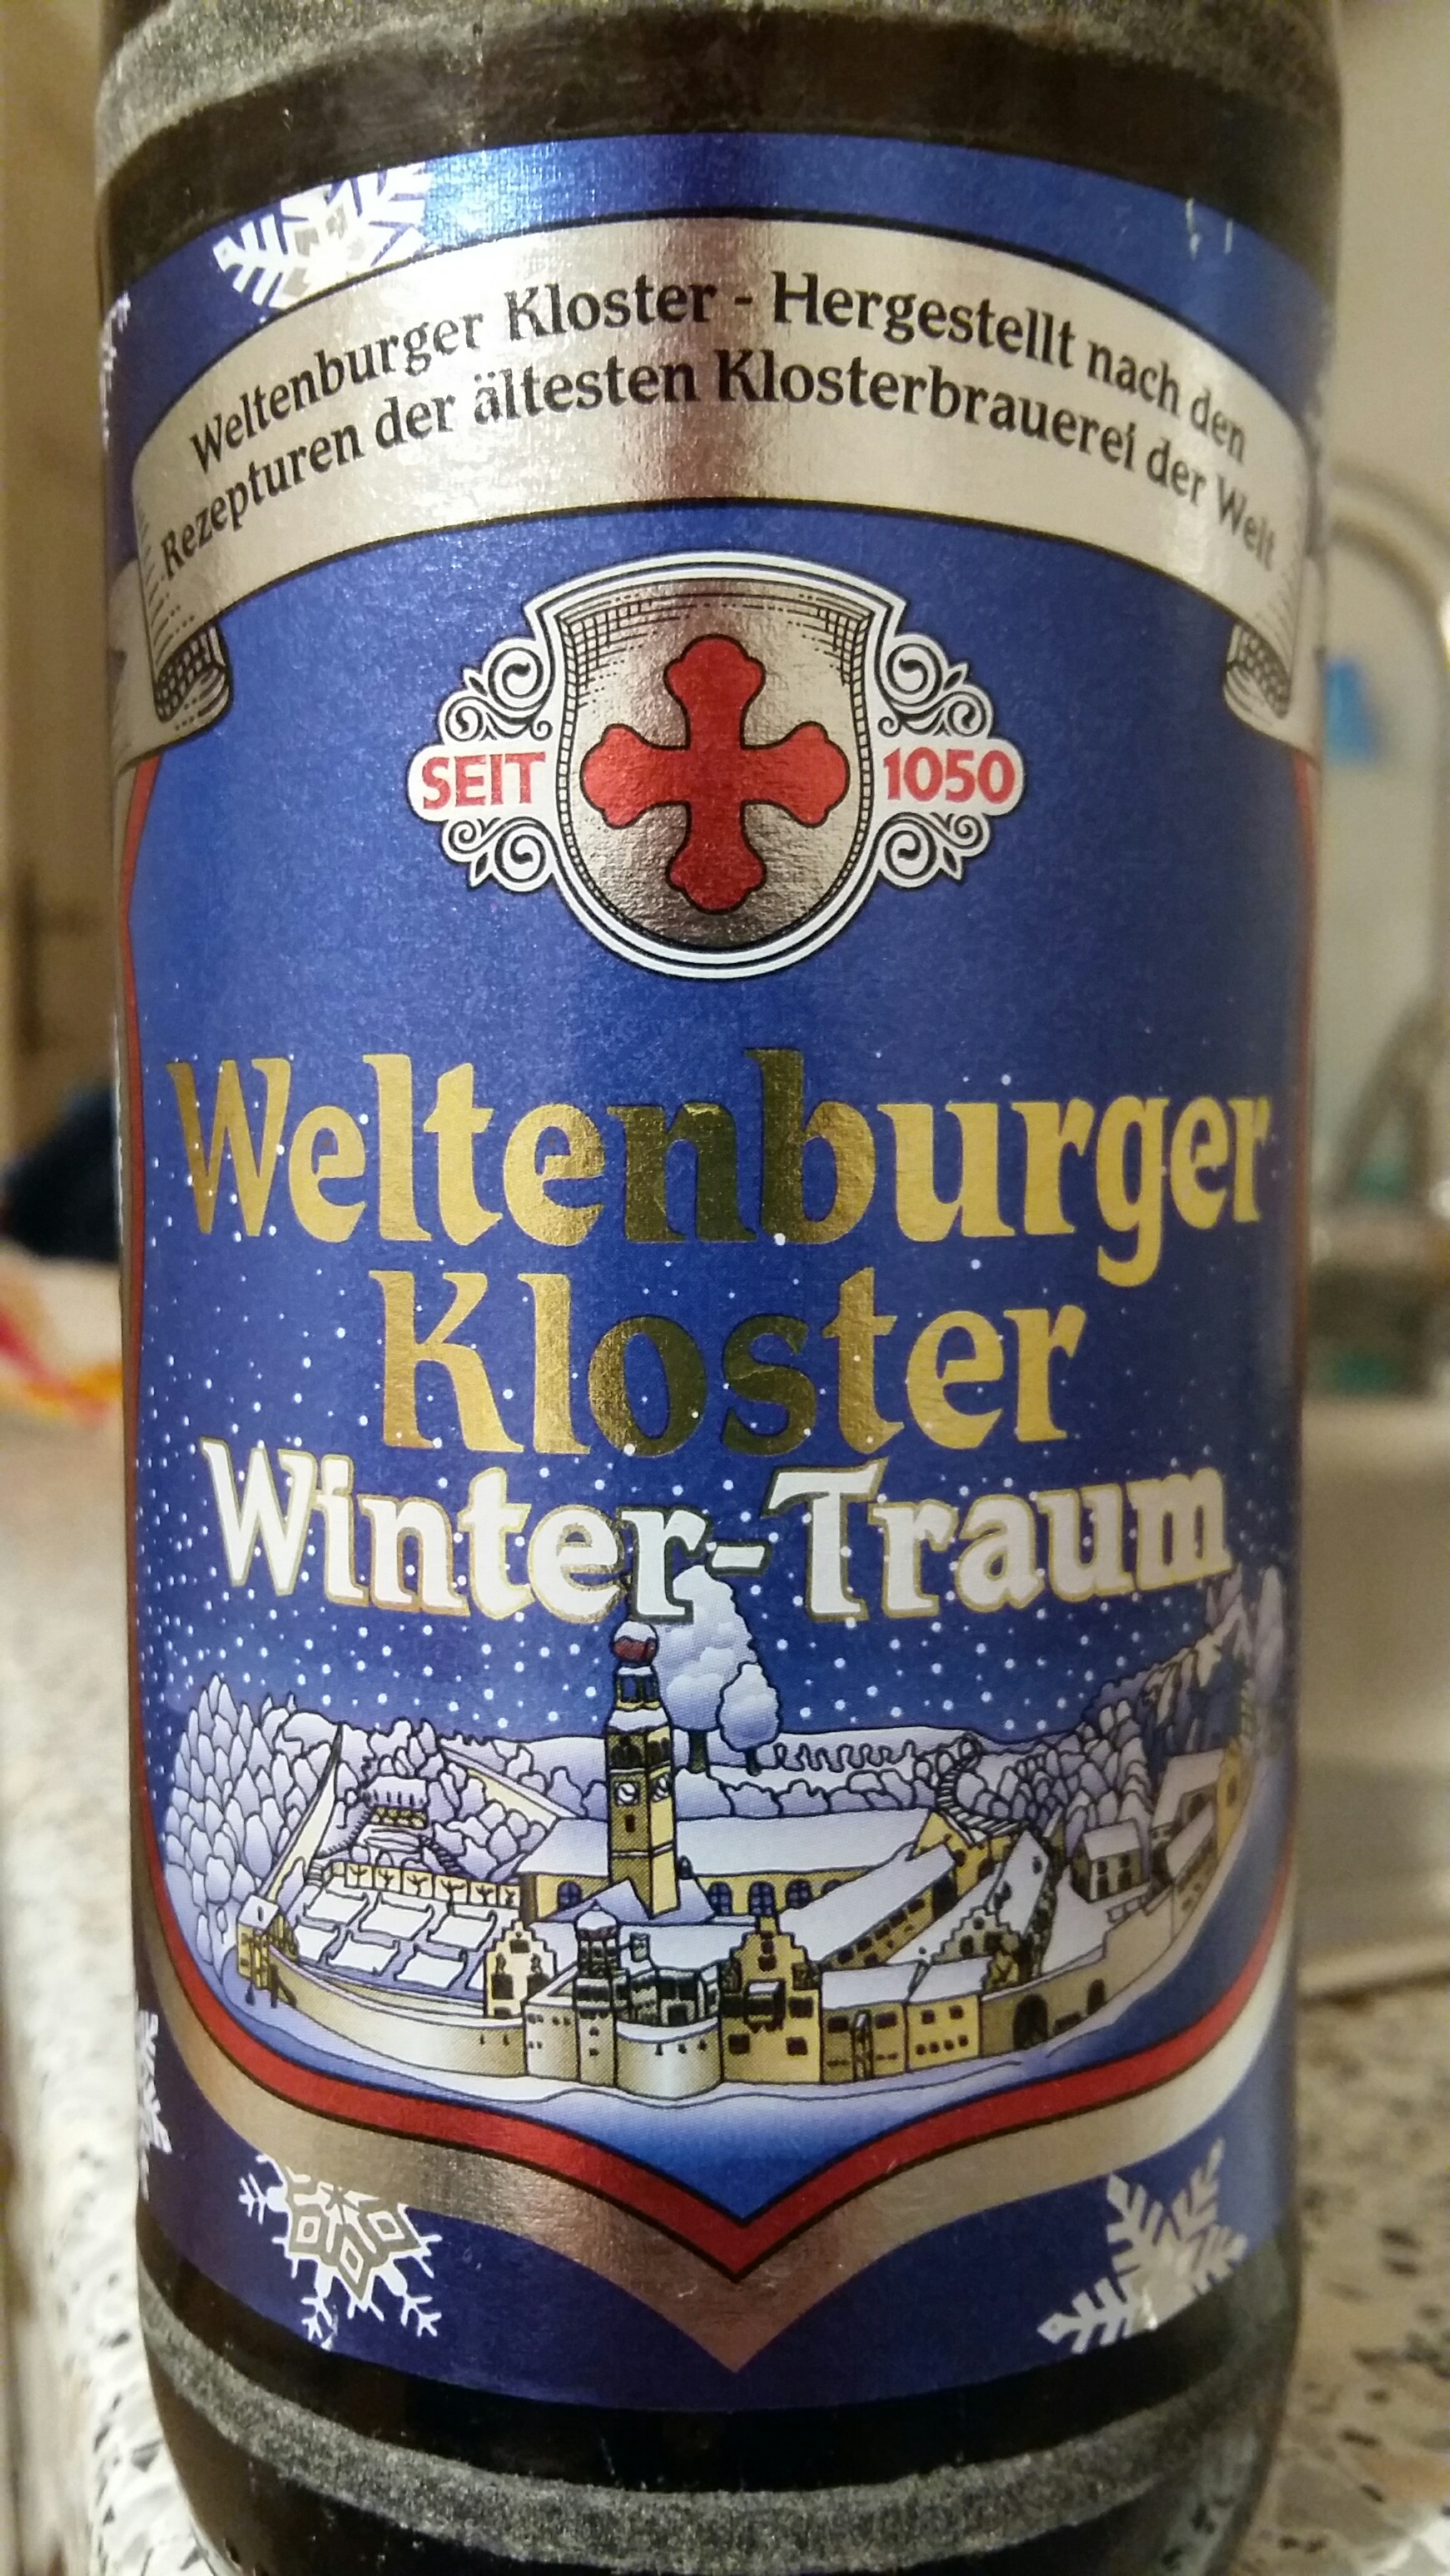 Weltenburger Kloster - Hergestellt nach den
Rezepturen der ältesten Klosterbrauerei der Welt
SEIT 1050
Weltenburger
Kloster
Winter-Traum